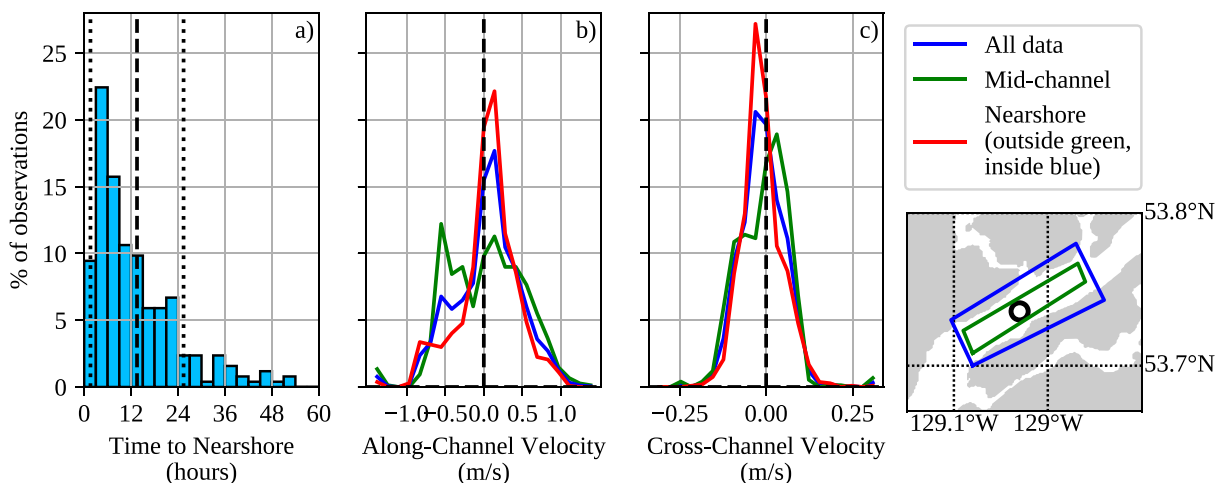 a)
b)
c)
25
20
15
10
5
0
% of observations
0 12 24 36 48 60
Time to Nearshore
(hours)
−1.0 −0.5 0.0 0.5 1.0
Along-Channel Velocity
(m/s)
−0.25 0.00 0.25
Cross-Channel Velocity
(m/s)
All data
Mid-channel
Nearshore
(outside green,
inside blue)
53.8°N
53.7°N
129.1°W 129°W